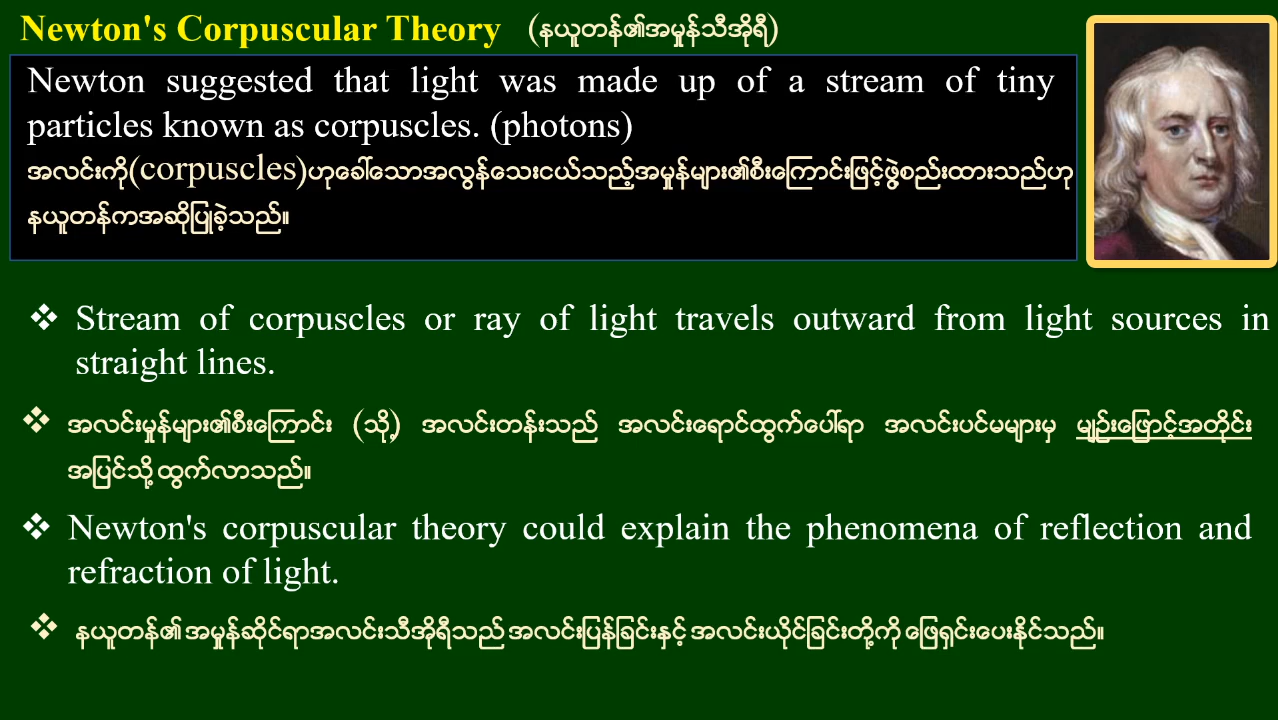 Newton's Corpuscular Theory (နယူတန်၏အမှုန်သီအိုရီ)
Newton suggested that light was made up of a stream of tiny
particles known as corpuscles. (photons)
အလင်းကို(corpuscles)ဟုခေါ်သောအလွန်သေးငယ်သည့်အမှုန်များ၏စီးကြောင်းဖြင့်ဖွဲ့စည်းထားသည်ဟု
နယူတန်ကအဆိုပြုခဲ့သည်။
❖ Stream of corpuscles or ray of light travels outward from light sources in
straight lines.
❖ အလင်းမှုန်များ၏စီးကြောင်း (သို့) အလင်းတန်းသည် အလင်းရောင်ထွက်ပေါ်ရာ အလင်းပင်မများမှ မျဉ်းဖြောင့်အတိုင်း
အပြင်သို့ ထွက်လာသည်။
❖ Newton's corpuscular theory could explain the phenomena of reflection and
refraction of light.
❖ နယူတန်၏ အမှုန်ဆိုင်ရာအလင်းသီအိုရီသည် အလင်းပြန်ခြင်းနှင့် အလင်းယိုင်ခြင်းတို့ကို ဖြေရှင်းပေးနိုင်သည်။